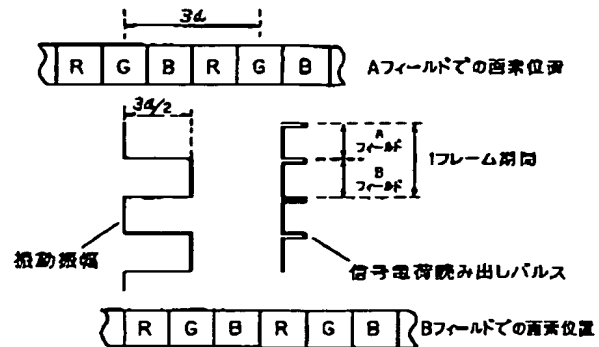 3d
R G B R G B
Aフィールドでの画素位置
3d/2
A
フィールド
B
フィールド
1フレーム期間
振動振幅
信号電荷読み出しパルス
R G B R G B
Bフィールドでの画素位置